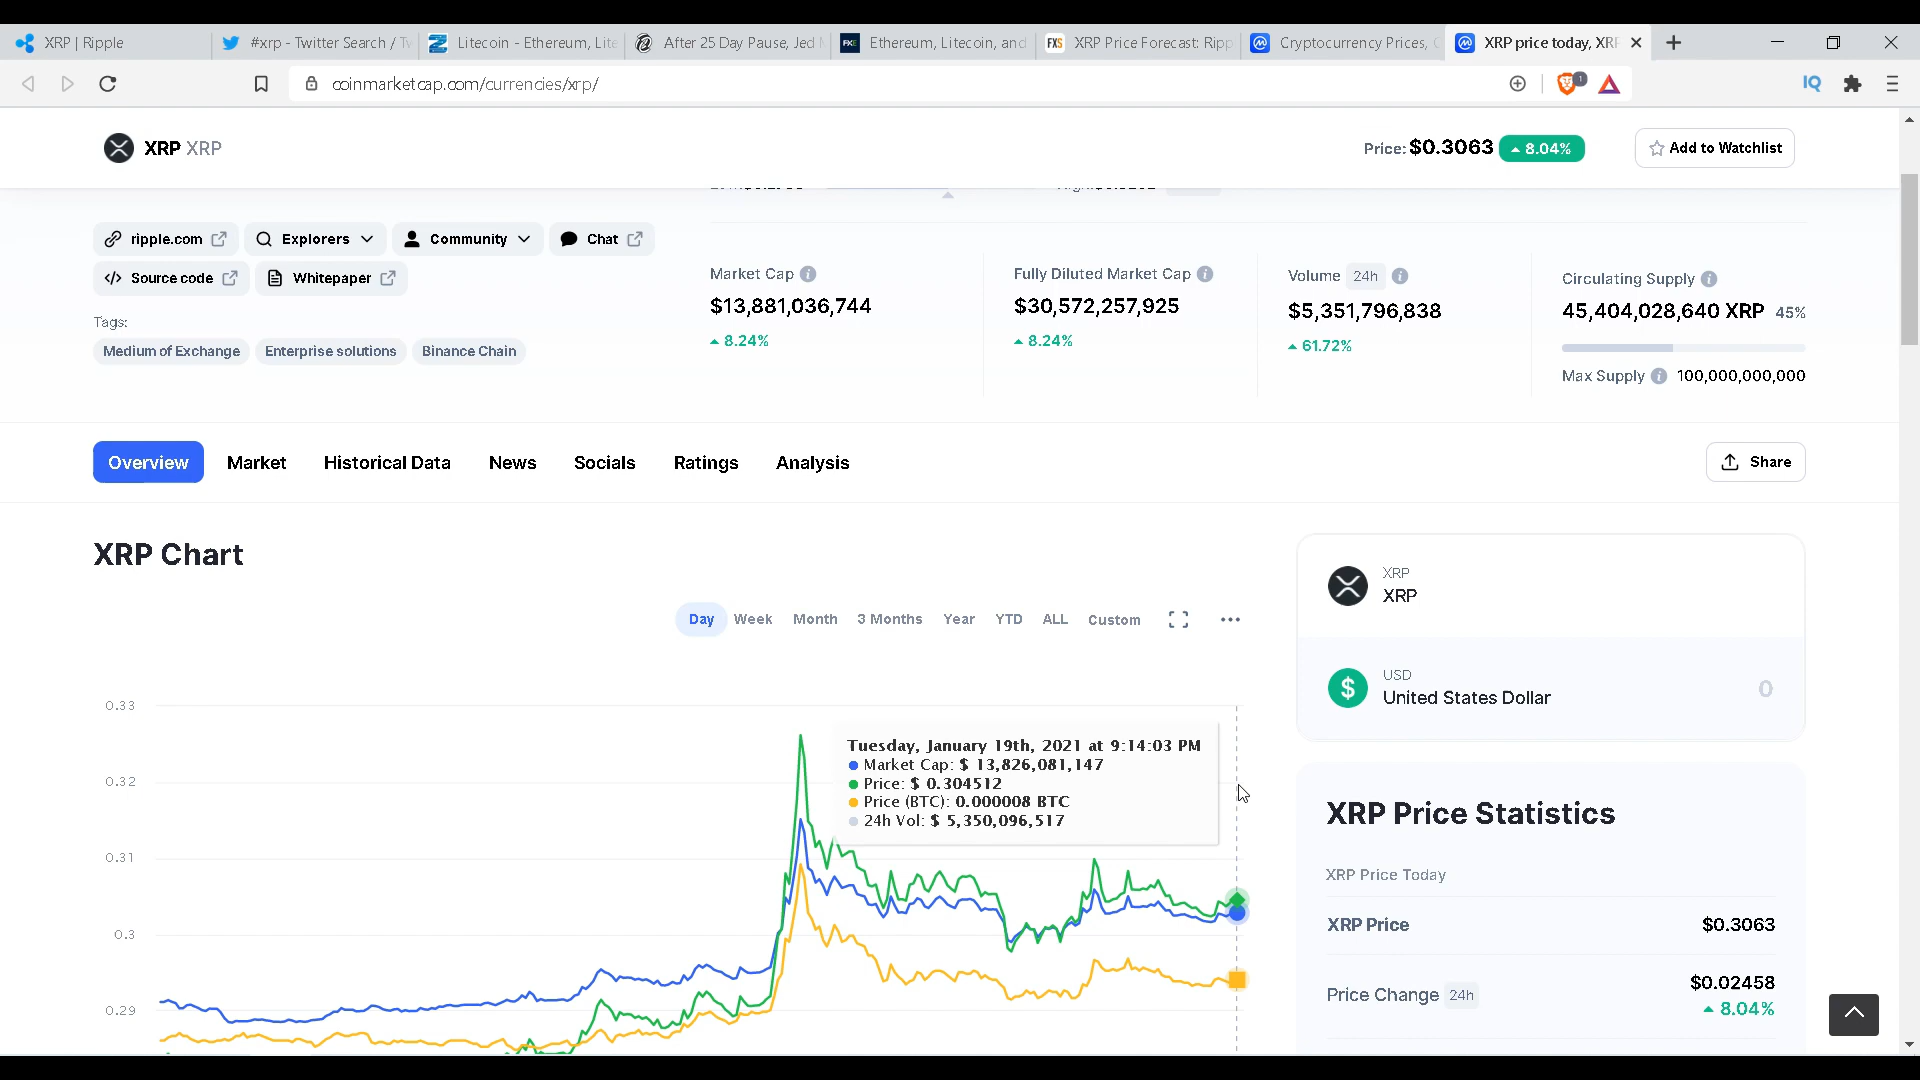 XRP | Ripple
#xrp - Twitter Search / Tw
Litecoin - Ethereum, Lite
After 25 Day Pause, Jed M
Ethereum, Litecoin, and
XRP Price Forecast: Ripp
Cryptocurrency Prices, C
XRP price today, XRP
coinmarketcap.com/currencies/xrp/
1
IQ
XRP XRP
Price: $0.3063 8.04%
Add to Watchlist
ripple.com
Explorers
Community
Chat
Source code
Whitepaper
Tags:
Medium of Exchange
Enterprise solutions
Binance Chain
Market Cap
$13,881,036,744
8.24%
Fully Diluted Market Cap
$30,572,257,925
8.24%
Volume 24h
$5,351,796,838
61.72%
Circulating Supply
45,404,028,640 XRP 45%
Max Supply 100,000,000,000
Overview
Market
Historical Data
News
Socials
Ratings
Analysis
Share
XRP Chart
Day
Week
Month
3 Months
Year
YTD
ALL
Custom
0.33
0.32
0.31
0.3
0.29
Tuesday, January 19th, 2021 at 9:14:03 PM
Market Cap: $ 13,826,081,147
Price: $ 0.304512
Price (BTC): 0.000008 BTC
24h Vol: $ 5,350,096,517
XRP
XRP
USD
United States Dollar
0
XRP Price Statistics
XRP Price Today
XRP Price
$0.3063
Price Change 24h
$0.02458
8.04%